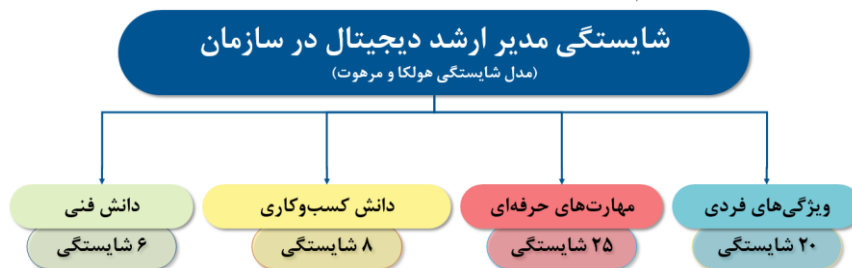 شایستگی مدیر ارشد دیجیتال در سازمان
(مدل شایستگی هولکا و مرهوت)
ویژگی‌های فردی
مهارت‌های حرفه‌ای
دانش کسب‌وکاری
دانش فنی
۲۰ شایستگی
۲۵ شایستگی
۸ شایستگی
۶ شایستگی